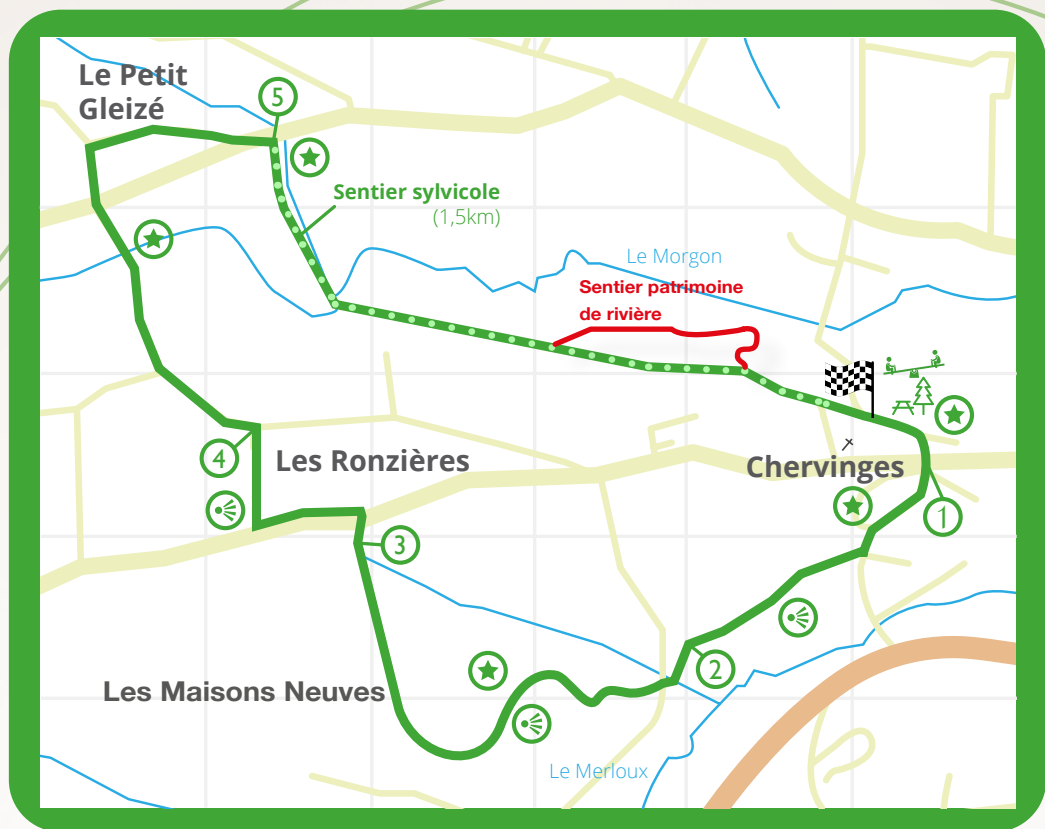 Le Petit
Gleizé
5
Sentier sylvicole
(1,5km)
Le Morgon
Sentier patrimoine
de rivière
4
Les Ronzières
Chervinges
1
3
2
Les Maisons Neuves
Le Merloux